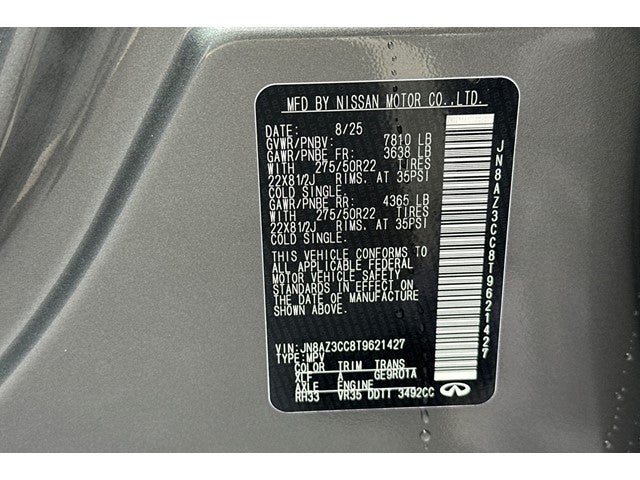 MFD BY NISSAN MOTOR CO.,LTD.
DATE: 8/25
GVWR/PNBV: 7810 LB
GAWR/PNBE FR: 3638 LB
WITH 275/50R22 TIRES
22X81/2J RIMS. AT 35PSI
COLD SINGLE.
GAWR/PNBE RR: 4365 LB
WITH 275/50R22 TIRES
22X81/2J RIMS. AT 35PSI
COLD SINGLE.
THIS VEHICLE CONFORMS TO
ALL APPLICABLE FEDERAL
MOTOR VEHICLE SAFETY
STANDARDS IN EFFECT ON
THE DATE OF MANUFACTURE
SHOWN ABOVE.
VIN:JN8AZ3CC8T9621427
TYPE:MPV
COLOR TRIM TRANS
XLF A GE9R01A
AXLE ENGINE
RH33 VR35 DDTT 3492CC
JN8AZ3CC8T9621427